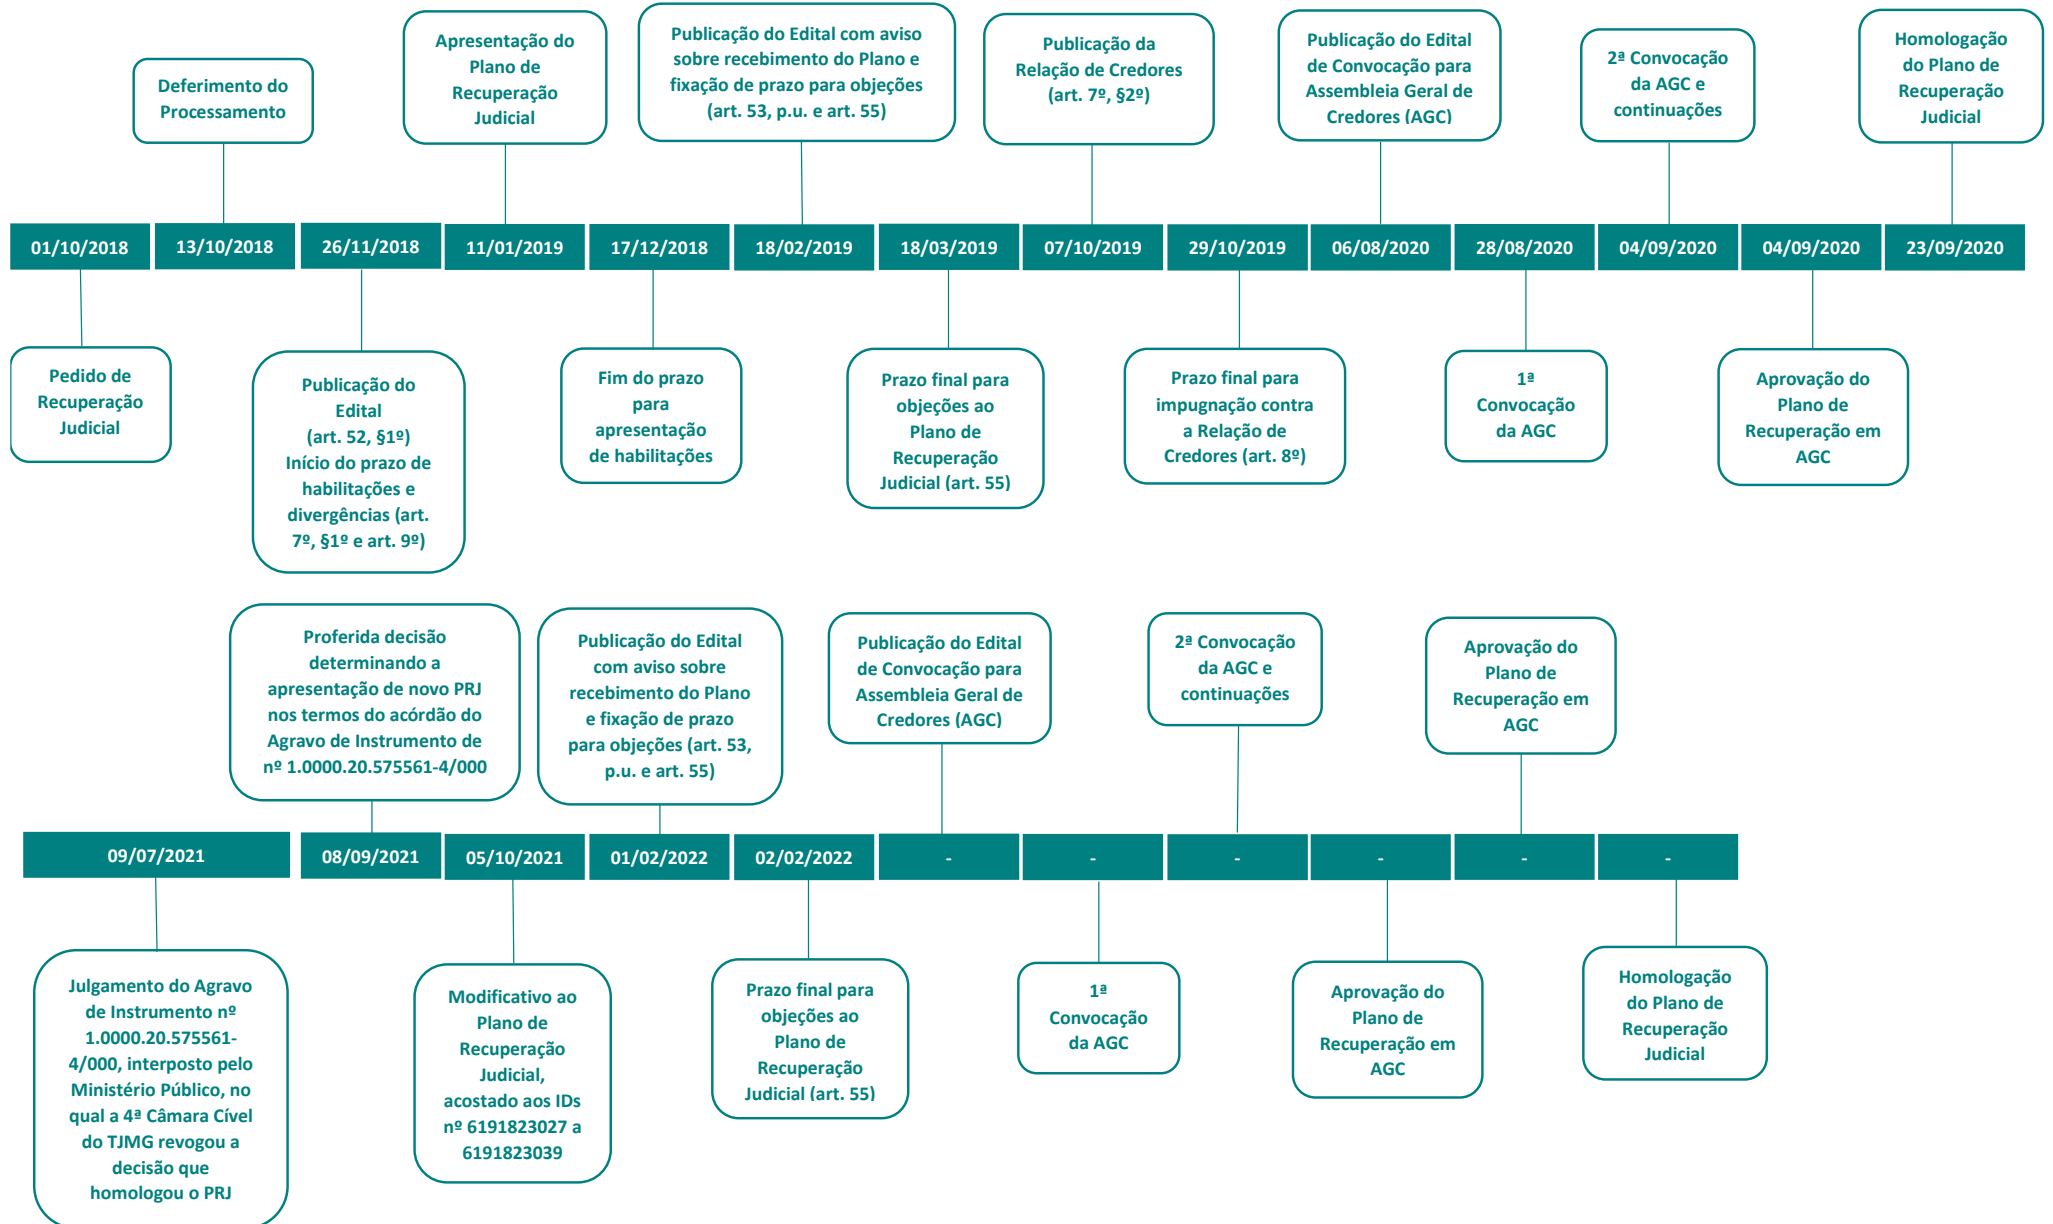 Deferimento do
Processamento
Apresentação do
Plano de
Recuperação
Judicial
Publicação do Edital com aviso
sobre recebimento do Plano e
fixação de prazo para objeções
(art. 53, p.u. e art. 55)
Publicação da
Relação de Credores
(art. 7º, §2º)
Publicação do Edital
de Convocação para
Assembleia Geral de
Credores (AGC)
2ª Convocação
da AGC e
continuações
Homologação
do Plano de
Recuperação
Judicial
01/10/2018
13/10/2018
26/11/2018
11/01/2019
17/12/2018
18/02/2019
18/03/2019
07/10/2019
29/10/2019
06/08/2020
28/08/2020
04/09/2020
04/09/2020
23/09/2020
Pedido de
Recuperação
Judicial
Publicação do
Edital
(art. 52, §1º)
Início do prazo de
habilitações e
divergências (art.
7º, §1º e art. 9º)
Fim do prazo
para
apresentação
de habilitações
Prazo final para
objeções ao
Plano de
Recuperação
Judicial (art. 55)
Prazo final para
impugnação contra
a Relação de
Credores (art. 8º)
1ª
Convocação
da AGC
Aprovação do
Plano de
Recuperação em
AGC
Proferida decisão
determinando a
apresentação de novo PRJ
nos termos do acórdão do
Agravo de Instrumento de
nº 1.0000.20.575561-4/000
Publicação do Edital
com aviso sobre
recebimento do Plano
e fixação de prazo
para objeções (art. 53,
p.u. e art. 55)
Publicação do Edital
de Convocação para
Assembleia Geral de
Credores (AGC)
2ª Convocação
da AGC e
continuações
Aprovação do
Plano de
Recuperação em
AGC
09/07/2021
08/09/2021
05/10/2021
01/02/2022
02/02/2022
-
-
-
-
-
-
Julgamento do Agravo
de Instrumento nº
1.0000.20.575561-
4/000, interposto pelo
Ministério Público, no
qual a 4ª Câmara Cível
do TJMG revogou a
decisão que
homologou o PRJ
Modificativo ao
Plano de
Recuperação
Judicial,
acostado aos IDs
nº 6191823027 a
6191823039
Prazo final para
objeções ao
Plano de
Recuperação
Judicial (art. 55)
1ª
Convocação
da AGC
Aprovação do
Plano de
Recuperação em
AGC
Homologação
do Plano de
Recuperação
Judicial